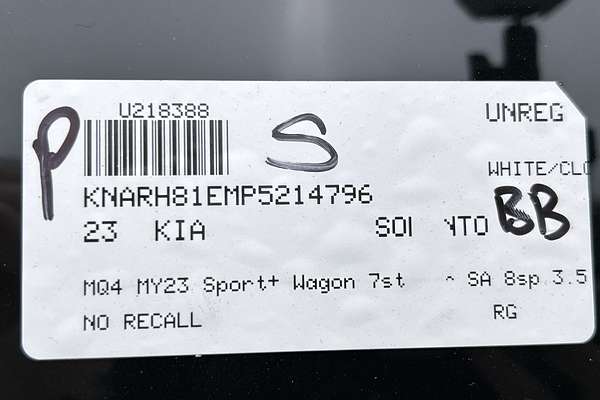 U218388
UNREG
P
S
WHITE/CLO
KNARH81EMP5214796
23 KIA SOI NTO BB
MQ4 MY23 Sport+ Wagon 7st ^ SA 8sp 3.5
NO RECALL RG